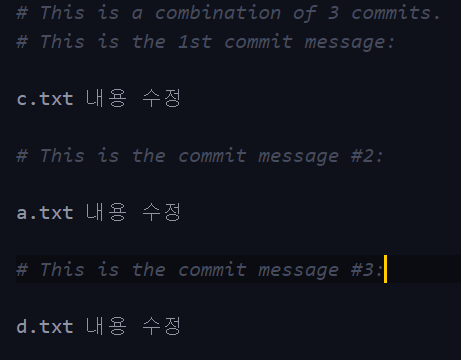 # This is a combination of 3 commits.
# This is the 1st commit message:
c.txt 내용 수정
# This is the commit message #2:
a.txt 내용 수정
# This is the commit message #3:
d.txt 내용 수정